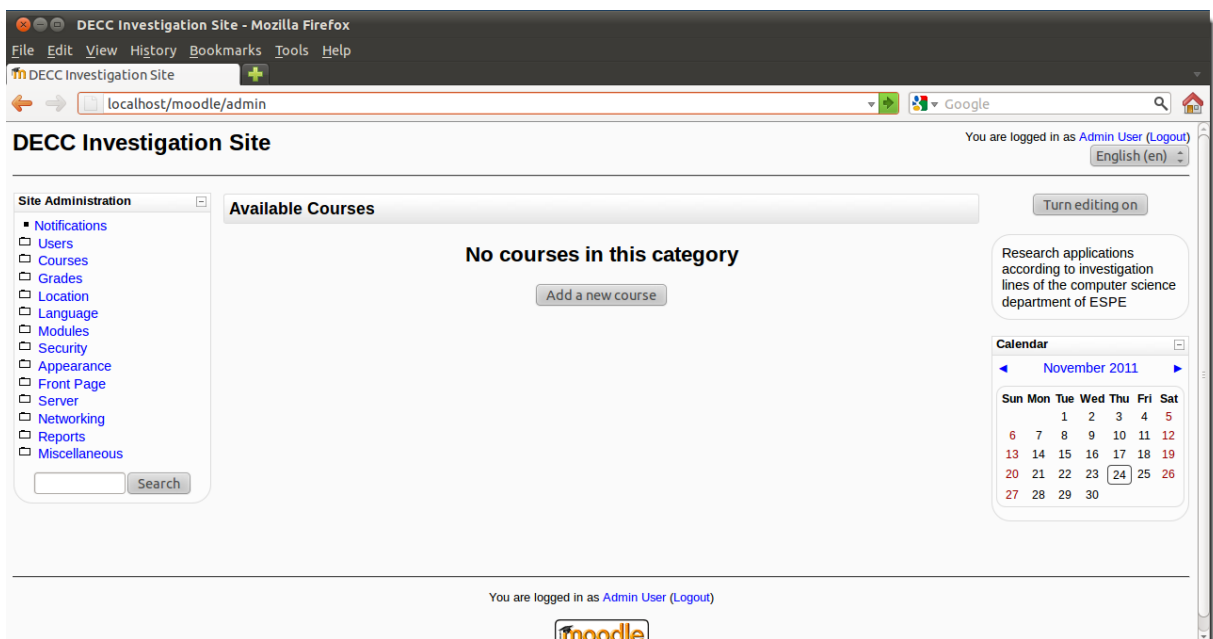 DECC Investigation Site - Mozilla Firefox
File Edit View History Bookmarks Tools Help
DECC Investigation Site
localhost/moodle/admin
Google
DECC Investigation Site
You are logged in as Admin User (Logout)
English (en)
Site Administration
Notifications
Users
Courses
Grades
Location
Language
Modules
Security
Appearance
Front Page
Server
Networking
Reports
Miscellaneous
Search
Available Courses
No courses in this category
Add a new course
Turn editing on
Research applications
according to investigation
lines of the computer science
department of ESPE
Calendar
◄ November 2011 ►
Sun Mon Tue Wed Thu Fri Sat
1 2 3 4 5
6 7 8 9 10 11 12
13 14 15 16 17 18 19
20 21 22 23 24 25 26
27 28 29 30
You are logged in as Admin User (Logout)
moodle